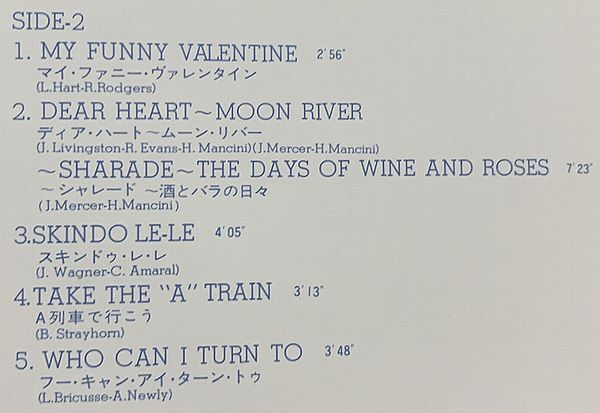 SIDE-2
1. MY FUNNY VALENTINE 2'56"
マイ・ファニー・ヴァレンタイン
(L.Hart-R.Rodgers)
2. DEAR HEART～MOON RIVER
ディア・ハート～ムーン・リバー
(J. Livingston-R. Evans-H. Mancini)(J.Mercer-H.Mancini)
～SHARADE～THE DAYS OF WINE AND ROSES 7'23"
～シャレード ～酒とバラの日々
(J.Mercer-H.Mancini)
3.SKINDO LE-LE 4'05"
スキンドゥ・レ・レ
(J. Wagner-C. Amaral)
4.TAKE THE "A" TRAIN 3'13"
A列車で行こう
(B. Strayhorn)
5. WHO CAN I TURN TO 3'48"
フー・キャン・アイ・ターン・トゥ
(L.Bricusse-A.Newly)